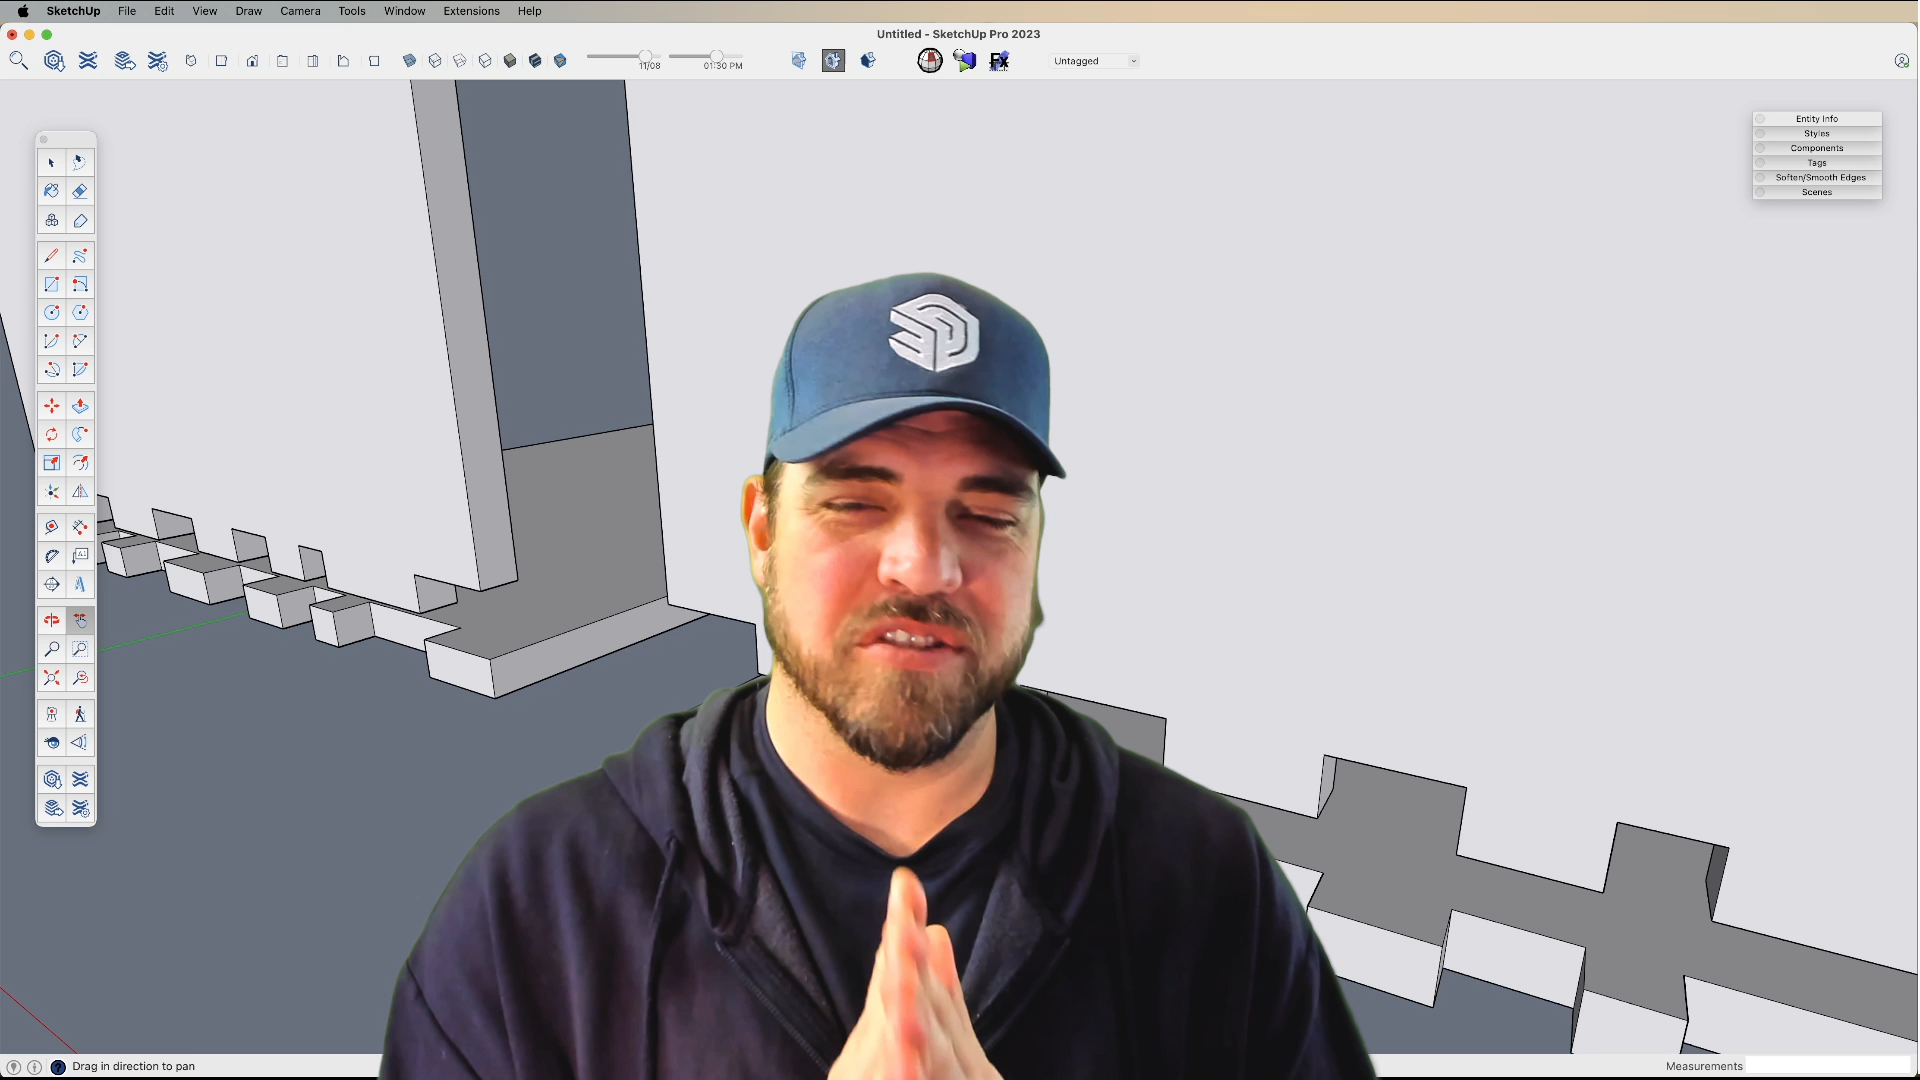 SketchUp File Edit View Draw Camera Tools Window Extensions Help
Untitled - SketchUp Pro 2023
11/08
01:30 PM
Untagged
Entity Info
Styles
Components
Tags
Soften/Smooth Edges
Scenes
Drag in direction to pan
Measurements